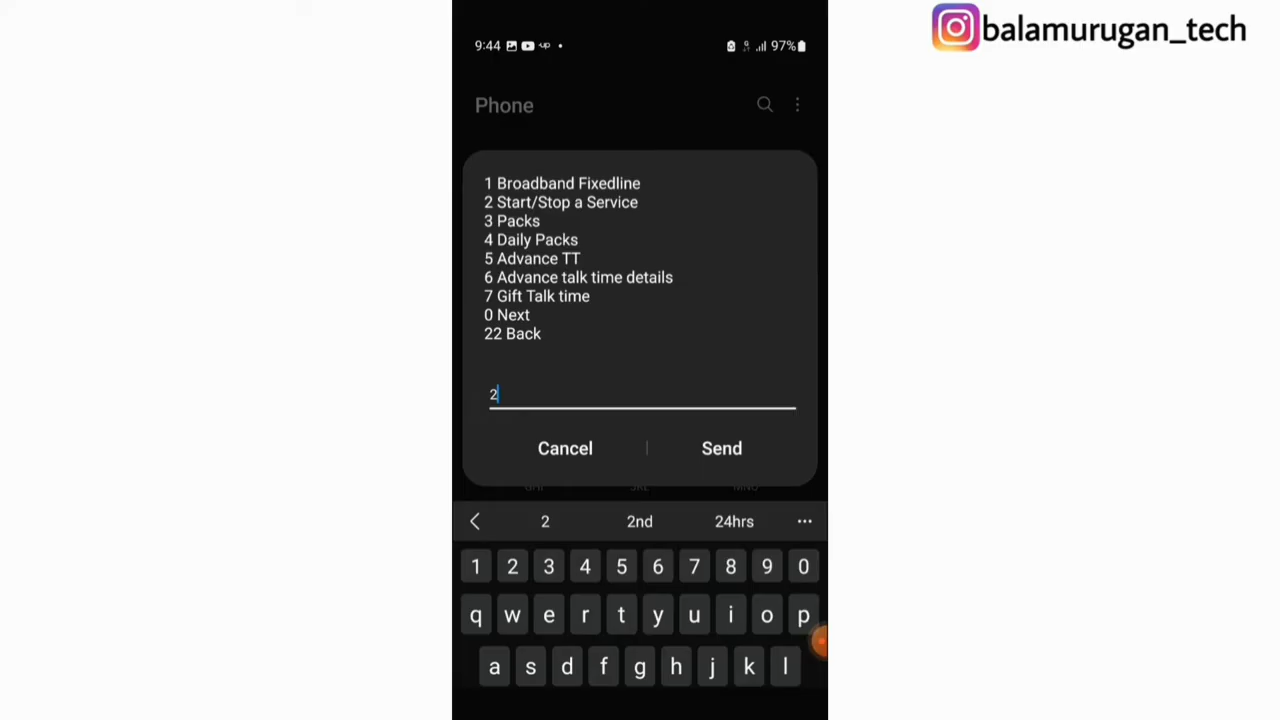 balamurugan_tech
9:44 97%
Phone
1 Broadband Fixedline
2 Start/Stop a Service
3 Packs
4 Daily Packs
5 Advance TT
6 Advance talk time details
7 Gift Talk time
0 Next
22 Back
2
Cancel Send
2 2nd 24hrs
1 2 3 4 5 6 7 8 9 0
q w e r t y u i o p
a s d f g h j k l